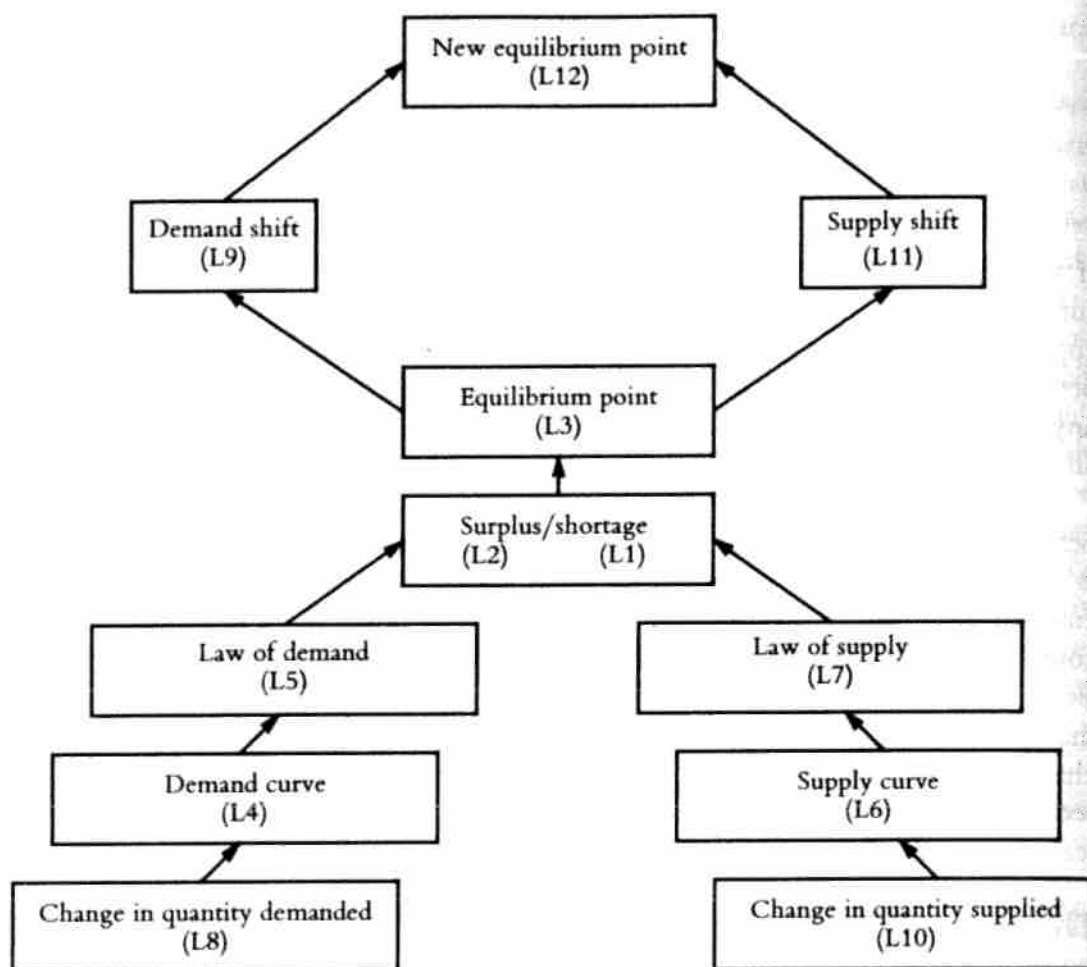 New equilibrium point
(L12)
Demand shift
(L9)
Supply shift
(L11)
Equilibrium point
(L3)
Surplus/shortage
(L2) (L1)
Law of demand
(L5)
Law of supply
(L7)
Demand curve
(L4)
Supply curve
(L6)
Change in quantity demanded
(L8)
Change in quantity supplied
(L10)